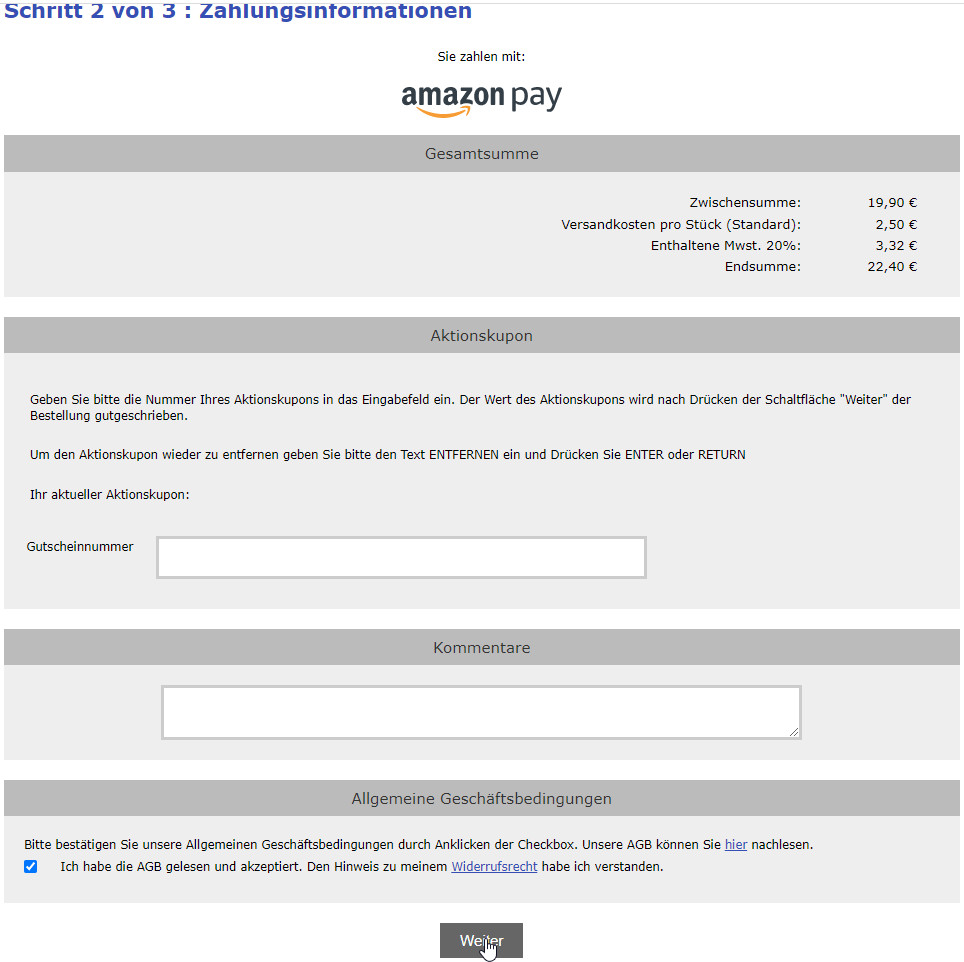 Schritt 2 von 3 : Zahlungsinformationen
Sie zahlen mit:
amazon pay
Gesamtsumme
Zwischensumme: 19,90 €
Versandkosten pro Stück (Standard): 2,50 €
Enthaltene Mwst. 20%: 3,32 €
Endsumme: 22,40 €
Aktionskupon
Geben Sie bitte die Nummer Ihres Aktionskupons in das Eingabefeld ein. Der Wert des Aktionskupons wird nach Drücken der Schaltfläche "Weiter" der
Bestellung gutgeschrieben.
Um den Aktionskupon wieder zu entfernen geben Sie bitte den Text ENTFERNEN ein und Drücken Sie ENTER oder RETURN
Ihr aktueller Aktionskupon:
Gutscheinnummer
Kommentare
Allgemeine Geschäftsbedingungen
Bitte bestätigen Sie unsere Allgemeinen Geschäftsbedingungen durch Anklicken der Checkbox. Unsere AGB können Sie hier nachlesen.
Ich habe die AGB gelesen und akzeptiert. Den Hinweis zu meinem Widerrufsrecht habe ich verstanden.
Weiter